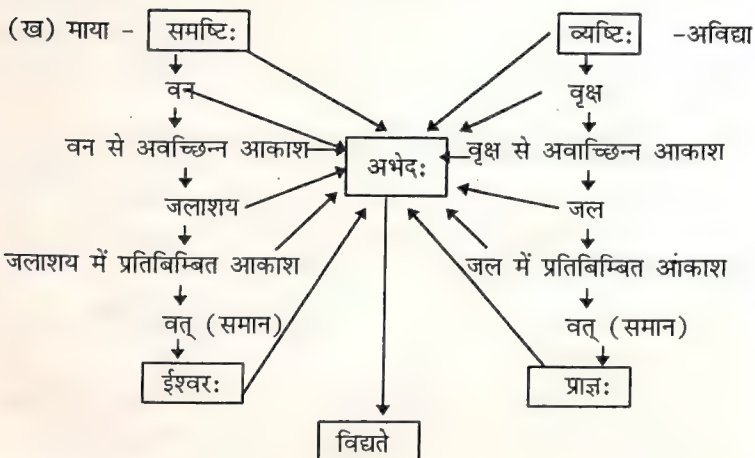 (ख) माया - समष्टि: व्यष्टि: -अविद्या
वन वृक्ष
वन से अवच्छिन्न आकाश अभेद: वृक्ष से अवाच्छिन्न आकाश
जलाशय जल
जलाशय में प्रतिबिम्बित आकाश जल में प्रतिबिम्बित आंकाश
वत् (समान) वत् (समान)
ईश्वर: प्राज्ञ:
विद्यते